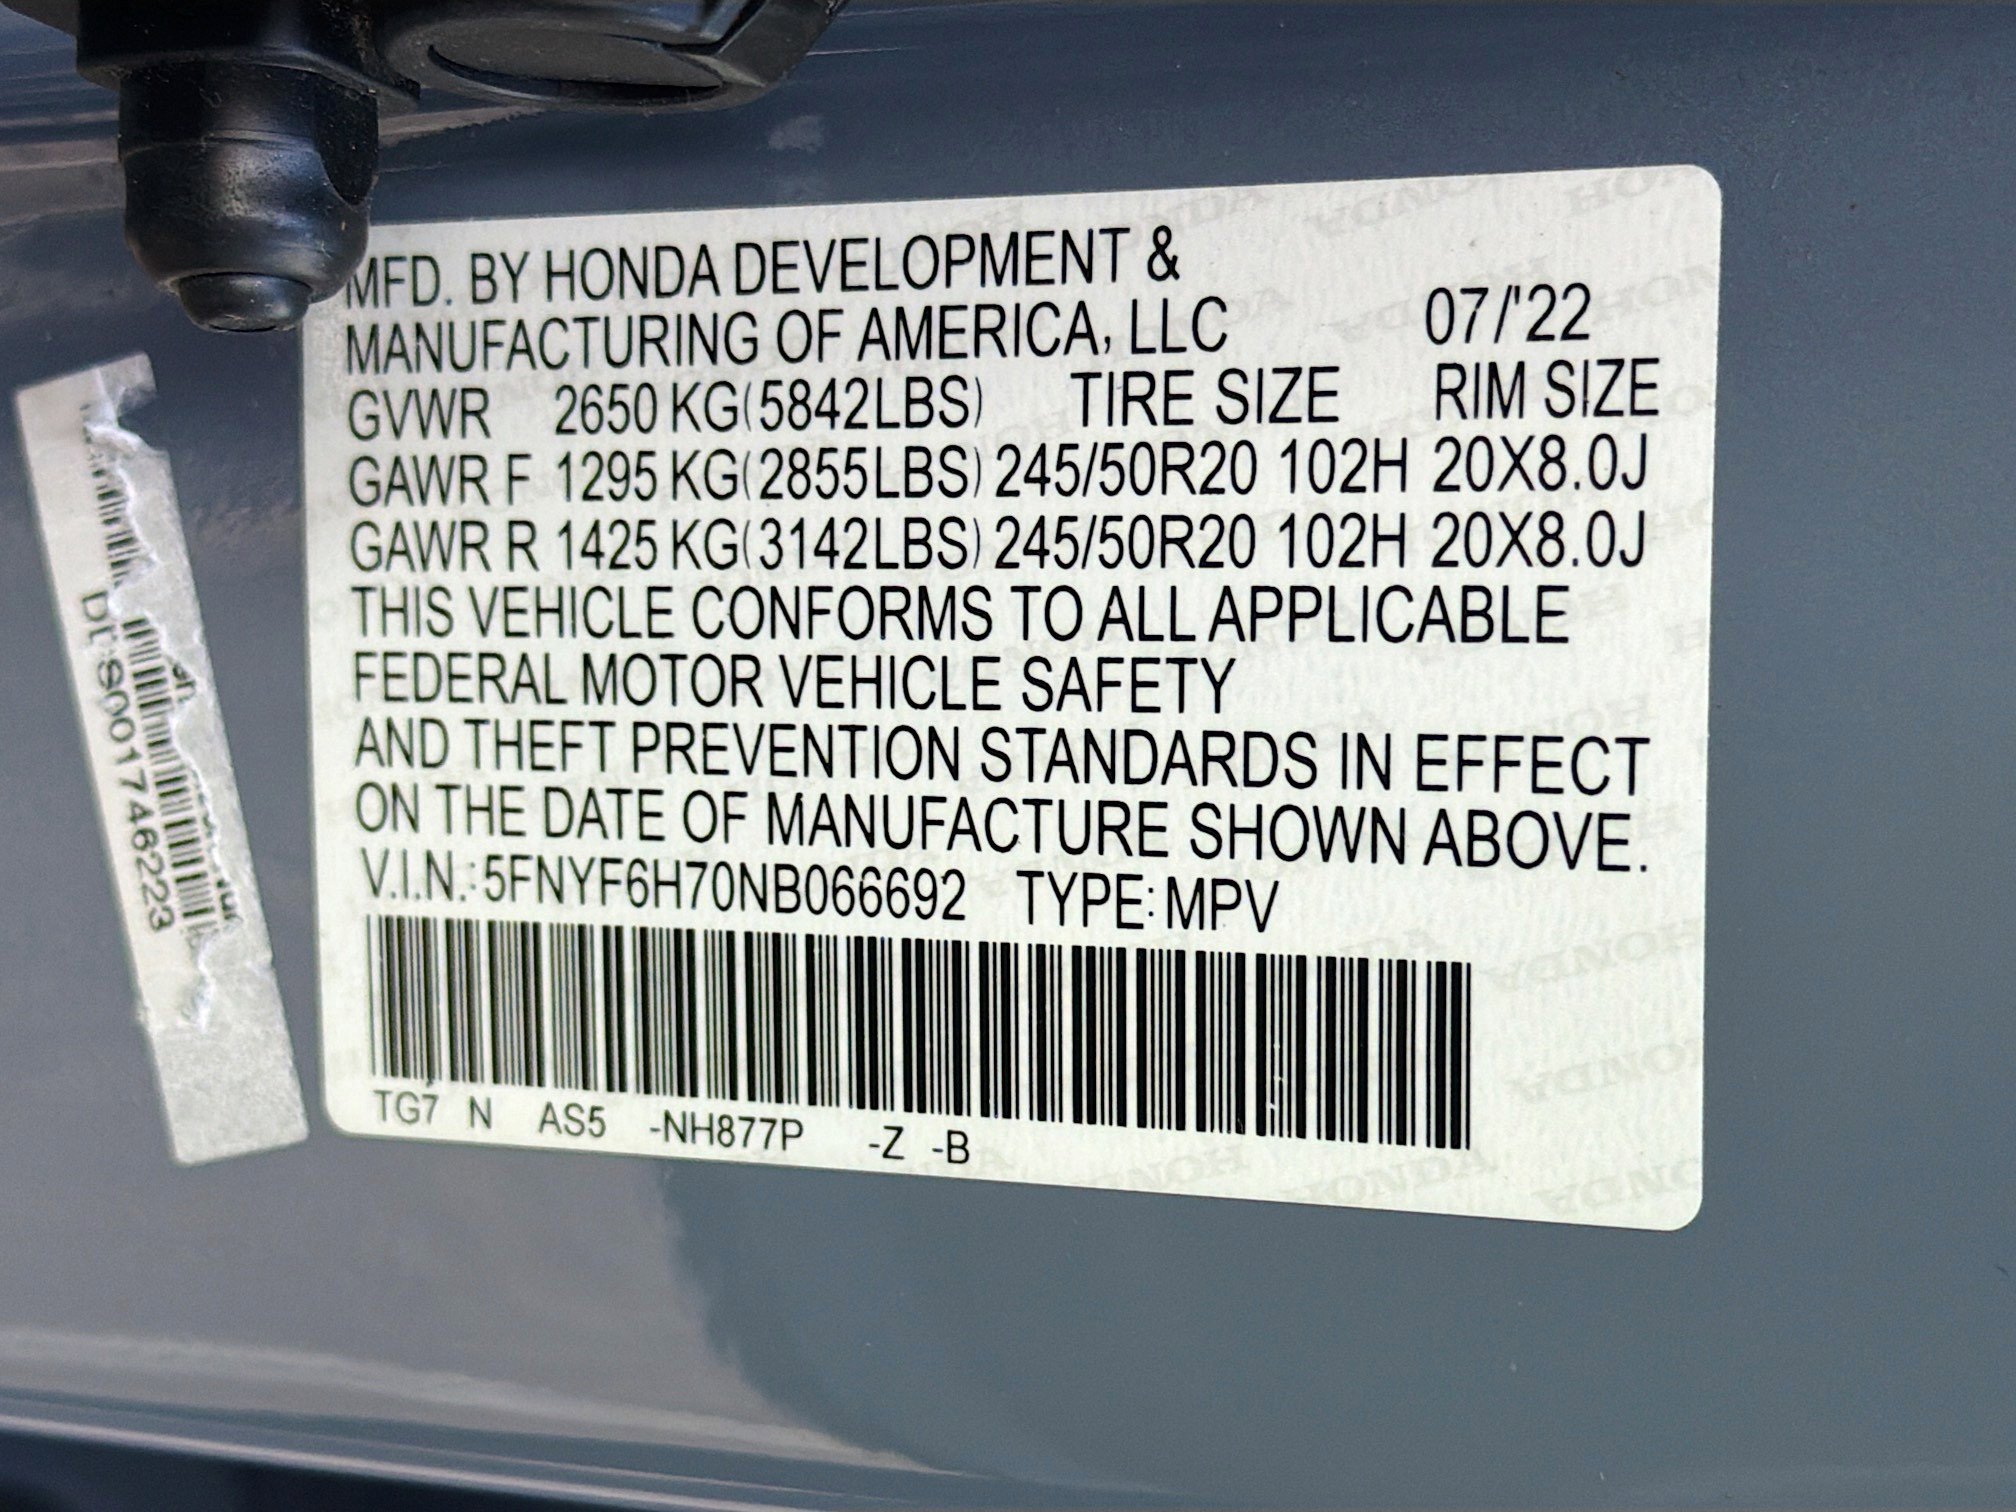 MFD. BY HONDA DEVELOPMENT &
MANUFACTURING OF AMERICA, LLC 07/'22
GVWR 2650 KG(5842LBS) TIRE SIZE RIM SIZE
GAWR F 1295 KG(2855LBS) 245/50R20 102H 20X8.0J
GAWR R 1425 KG(3142LBS) 245/50R20 102H 20X8.0J
THIS VEHICLE CONFORMS TO ALL APPLICABLE
FEDERAL MOTOR VEHICLE SAFETY
AND THEFT PREVENTION STANDARDS IN EFFECT
ON THE DATE OF MANUFACTURE SHOWN ABOVE.
V.I.N.: 5FNYF6H70NB066692 TYPE: MPV
TG7 N AS5 -NH877P -Z -B
S001746223